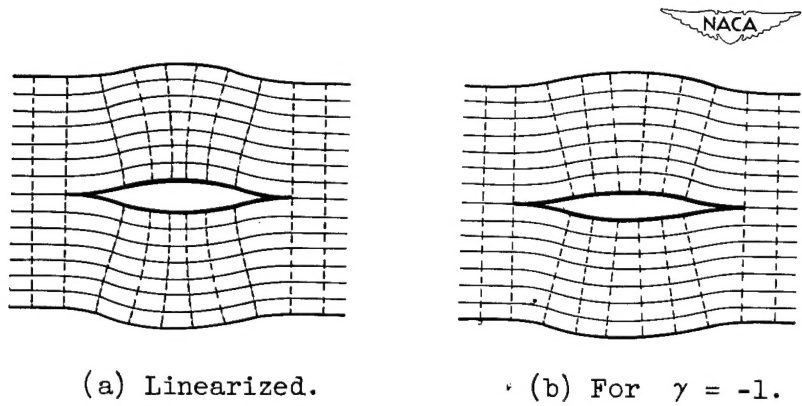 NACA
(a) Linearized.
(b) For γ = -1.